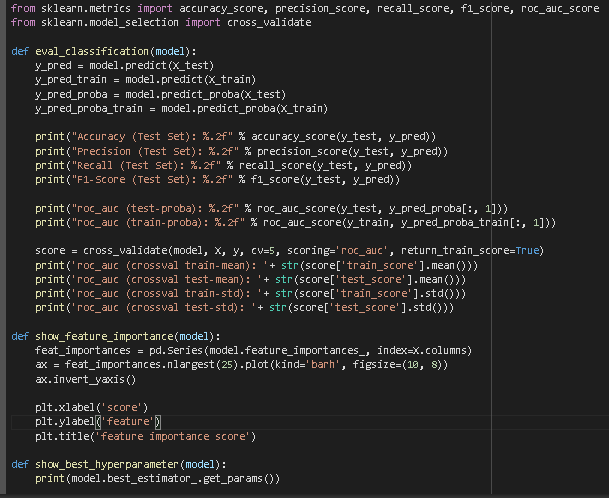 from sklearn.metrics import accuracy_score, precision_score, recall_score, f1_score, roc_auc_score
from sklearn.model_selection import cross_validate
def eval_classification(model):
y_pred = model.predict(X_test)
y_pred_train = model.predict(X_train)
y_pred_proba = model.predict_proba(X_test)
y_pred_proba_train = model.predict_proba(X_train)
print("Accuracy (Test Set): %.2f" % accuracy_score(y_test, y_pred))
print("Precision (Test Set): %.2f" % precision_score(y_test, y_pred))
print("Recall (Test Set): %.2f" % recall_score(y_test, y_pred))
print("F1-Score (Test Set): %.2f" % f1_score(y_test, y_pred))
print("roc_auc (test-proba): %.2f" % roc_auc_score(y_test, y_pred_proba[:, 1]))
print("roc_auc (train-proba): %.2f" % roc_auc_score(y_train, y_pred_proba_train[:, 1]))
score = cross_validate(model, X, y, cv=5, scoring='roc_auc', return_train_score=True)
print('roc_auc (crossval train-mean): '+ str(score['train_score'].mean()))
print('roc_auc (crossval test-mean): '+ str(score['test_score'].mean()))
print('roc_auc (crossval train-std): '+ str(score['train_score'].std()))
print('roc_auc (crossval test-std): '+ str(score['test_score'].std()))
def show_feature_importance(model):
feat_importances = pd.Series(model.feature_importances_, index=X.columns)
ax = feat_importances.nlargest(25).plot(kind='barh', figsize=(10, 8))
ax.invert_yaxis()
plt.xlabel('score')
plt.ylabel('feature')
plt.title('feature importance score')
def show_best_hyperparameter(model):
print(model.best_estimator_.get_params())